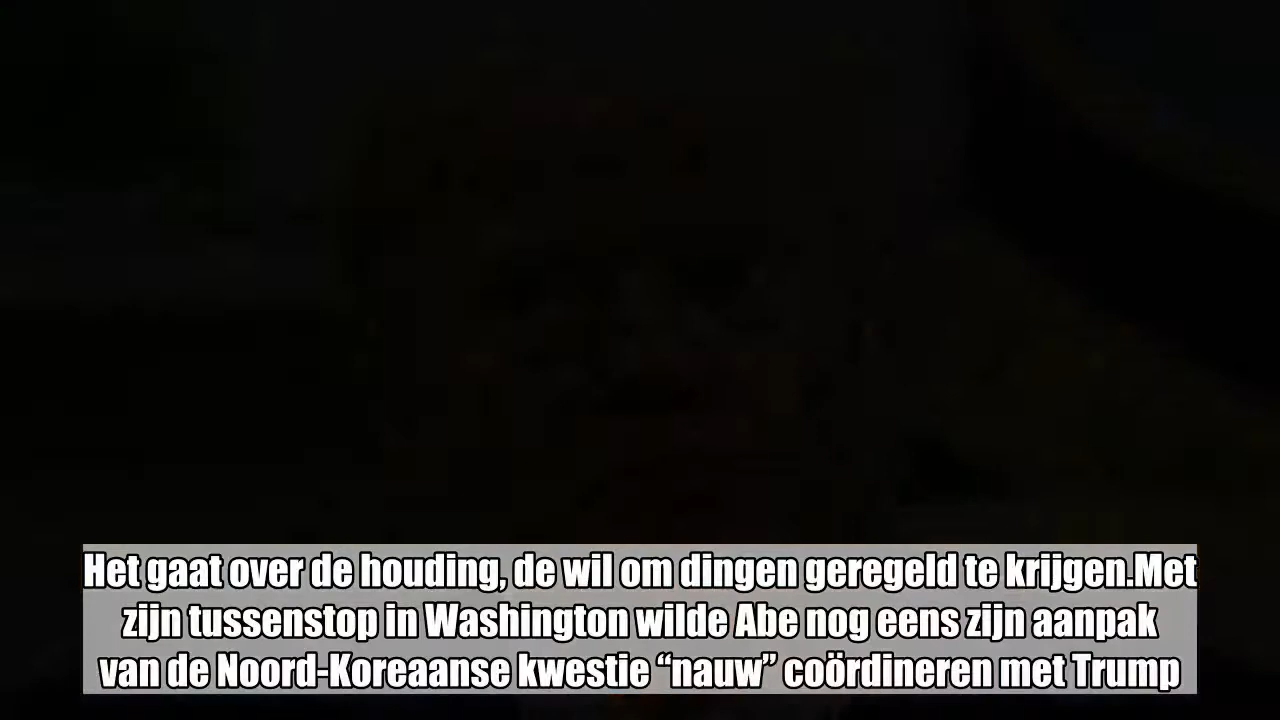 Het gaat over de houding, de wil om dingen geregeld te krijgen.Met
zijn tussenstop in Washington wilde Abe nog eens zijn aanpak
van de Noord-Koreaanse kwestie “nauw” coördineren met Trump